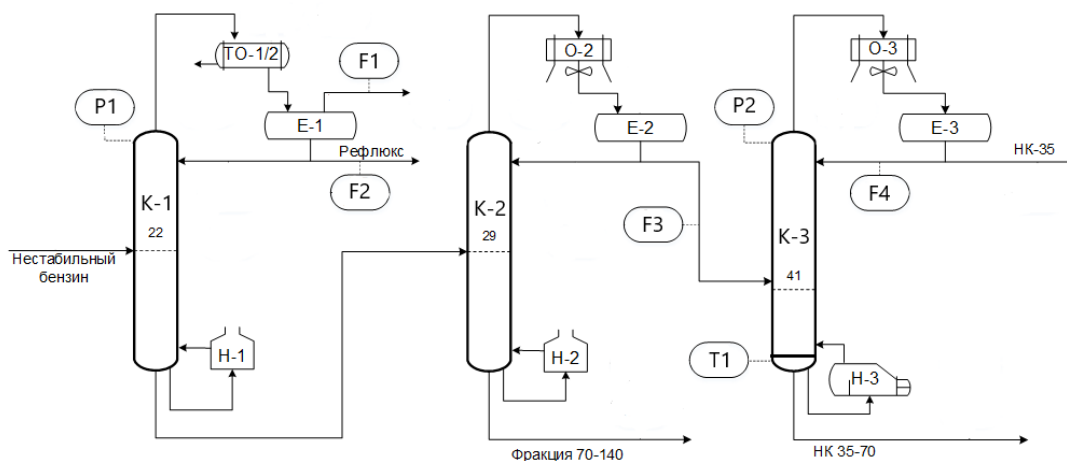 ТО-1/2
F1
P1
E-1
Рефлюкс
F2
К-1
22
Нестабильный
бензин
Н-1
О-2
Е-2
К-2
29
F3
Н-2
Фракция 70-140
О-3
P2
Е-3
НК-35
F4
К-3
41
T1
Н-3
НК 35-70